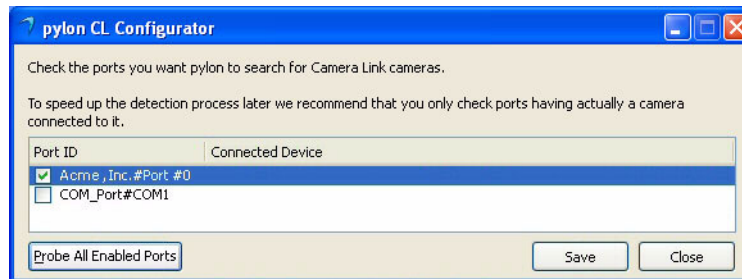 pylon CL Configurator
Check the ports you want pylon to search for Camera Link cameras.
To speed up the detection process later we recommend that you only check ports having actually a camera
connected to it.
Port ID Connected Device
Acme,Inc.#Port #0
COM_Port#COM1
Probe All Enabled Ports Save Close